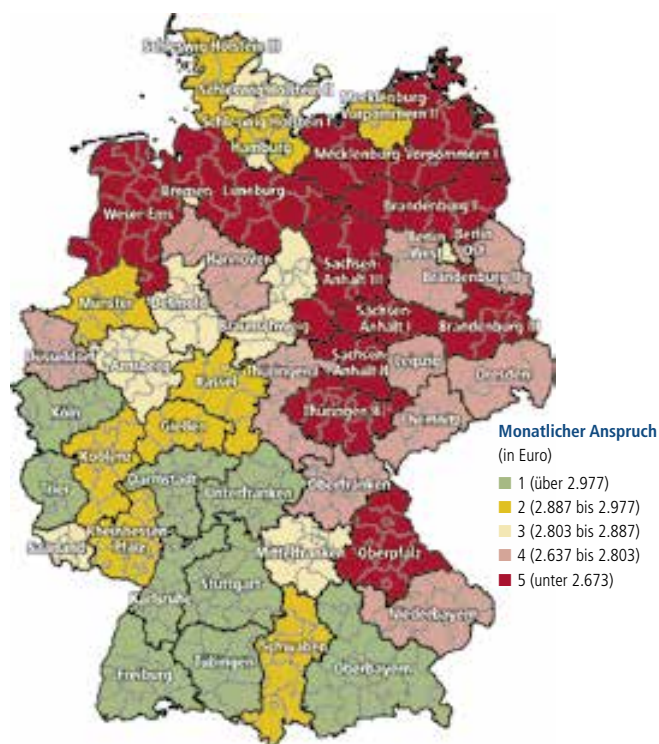 Schleswig-Holstein III
Schleswig-Holstein II
Mecklenburg-
Vorpommern II
Schleswig-Holstein I
Hamburg
Mecklenburg-Vorpommern I
Bremen
Lüneburg
Brandenburg I
Weser-Ems
Berlin
West
Berlin
Ost
Hannover
Sachsen-
Anhalt III
Brandenburg II
Münster
Detmold
Braunschweig
Sachsen-
Anhalt I
Brandenburg III
Düsseldorf
Arnsberg
Kassel
Thüringen I
Sachsen-
Anhalt II
Leipzig
Dresden
Köln
Gießen
Thüringen II
Chemnitz
Koblenz
Trier
Darmstadt
Unterfranken
Oberfranken
Saarland
Rheinhessen-
Pfalz
Mittelfranken
Oberpfalz
Karlsruhe
Stuttgart
Niederbayern
Freiburg
Tübingen
Schwaben
Oberbayern
Monatlicher Anspruch
(in Euro)
1 (über 2.977)
2 (2.887 bis 2.977)
3 (2.803 bis 2.887)
4 (2.637 bis 2.803)
5 (unter 2.673)